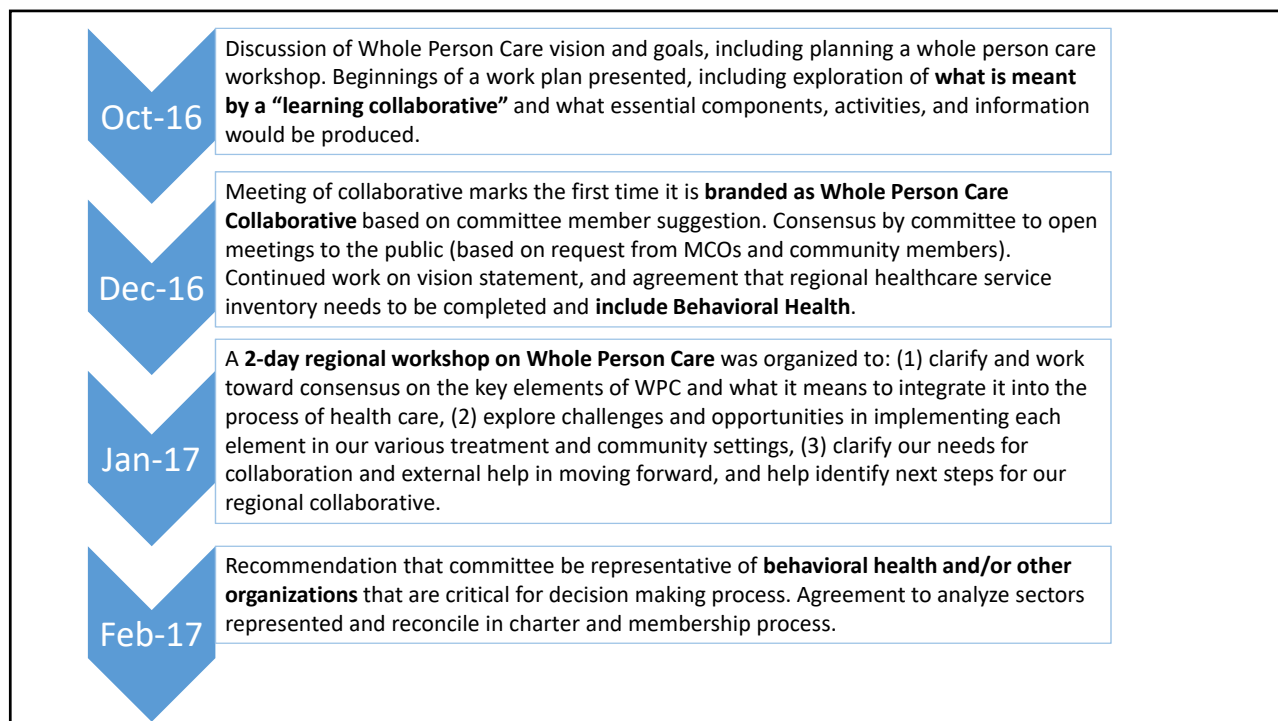 Oct-16
Discussion of Whole Person Care vision and goals, including planning a whole person care
workshop. Beginnings of a work plan presented, including exploration of what is meant
by a “learning collaborative” and what essential components, activities, and information
would be produced.
Dec-16
Meeting of collaborative marks the first time it is branded as Whole Person Care
Collaborative based on committee member suggestion. Consensus by committee to open
meetings to the public (based on request from MCOs and community members).
Continued work on vision statement, and agreement that regional healthcare service
inventory needs to be completed and include Behavioral Health.
Jan-17
A 2-day regional workshop on Whole Person Care was organized to: (1) clarify and work
toward consensus on the key elements of WPC and what it means to integrate it into the
process of health care, (2) explore challenges and opportunities in implementing each
element in our various treatment and community settings, (3) clarify our needs for
collaboration and external help in moving forward, and help identify next steps for our
regional collaborative.
Feb-17
Recommendation that committee be representative of behavioral health and/or other
organizations that are critical for decision making process. Agreement to analyze sectors
represented and reconcile in charter and membership process.